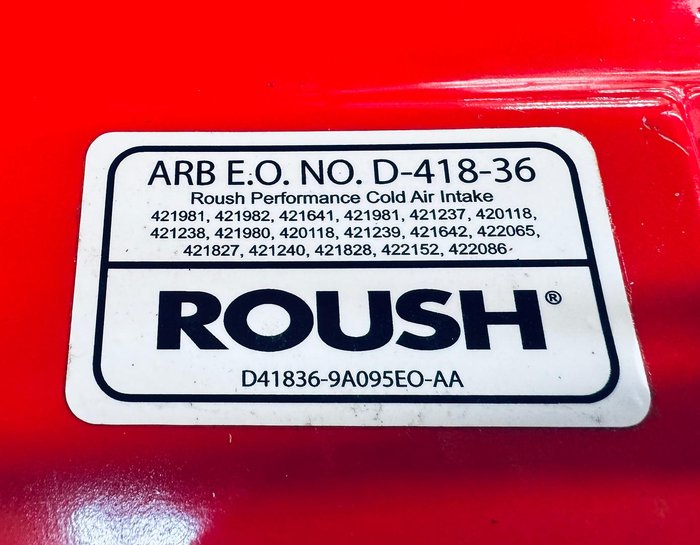 ARB E.O. NO. D-418-36
Roush Performance Cold Air Intake
421981, 421982, 421641, 421981, 421237, 420118,
421238, 421980, 420118, 421239, 421642, 422065,
421827, 421240, 421828, 422152, 422086
ROUSH®
D41836-9A095EO-AA